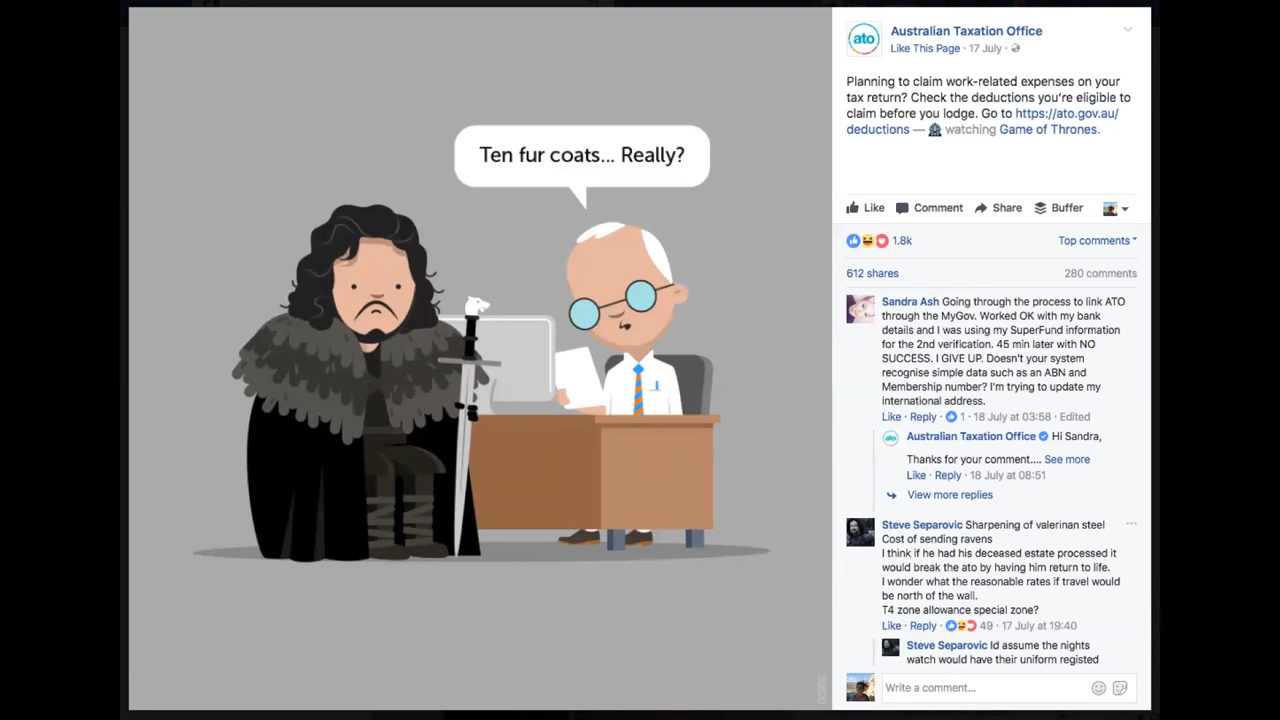 Ten fur coats... Really?
ato
Australian Taxation Office
Like This Page · 17 July ·
Planning to claim work-related expenses on your
tax return? Check the deductions you're eligible to
claim before you lodge. Go to https://ato.gov.au/
deductions — watching Game of Thrones.
Like Comment Share Buffer
1.8k Top comments
612 shares 280 comments
Sandra Ash Going through the process to link ATO
through the MyGov. Worked OK with my bank
details and I was using my SuperFund information
for the 2nd verification. 45 min later with NO
SUCCESS. I GIVE UP. Doesn't your system
recognise simple data such as an ABN and
Membership number? I'm trying to update my
international address.
Like · Reply · 1 · 18 July at 03:58 · Edited
ato Australian Taxation Office Hi Sandra,
Thanks for your comment.... See more
Like · Reply · 18 July at 08:51
View more replies
Steve Separovic Sharpening of valerinan steel
Cost of sending ravens
I think if he had his deceased estate processed it
would break the ato by having him return to life.
I wonder what the reasonable rates if travel would
be north of the wall.
T4 zone allowance special zone?
Like · Reply · 49 · 17 July at 19:40
Steve Separovic Id assume the nights
watch would have their uniform registed
Write a comment...